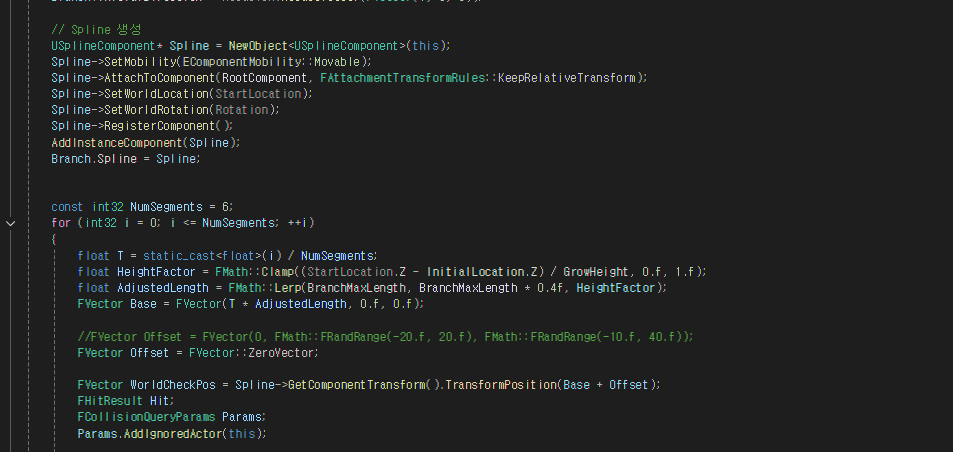 // Spline 생성
USplineComponent* Spline = NewObject<USplineComponent>(this);
Spline->SetMobility(EComponentMobility::Movable);
Spline->AttachToComponent(RootComponent, FAttachmentTransformRules::KeepRelativeTransform);
Spline->SetWorldLocation(StartLocation);
Spline->SetWorldRotation(Rotation);
Spline->RegisterComponent();
AddInstanceComponent(Spline);
Branch.Spline = Spline;
const int32 NumSegments = 6;
for (int32 i = 0; i <= NumSegments; ++i)
{
float T = static_cast<float>(i) / NumSegments;
float HeightFactor = FMath::Clamp((StartLocation.Z - InitialLocation.Z) / GrowHeight, 0.f, 1.f);
float AdjustedLength = FMath::Lerp(BranchMaxLength, BranchMaxLength * 0.4f, HeightFactor);
FVector Base = FVector(T * AdjustedLength, 0.f, 0.f);
//FVector Offset = FVector(0, FMath::FRandRange(-20.f, 20.f), FMath::FRandRange(-10.f, 40.f));
FVector Offset = FVector::ZeroVector;
FVector WorldCheckPos = Spline->GetComponentTransform().TransformPosition(Base + Offset);
FHitResult Hit;
FCollisionQueryParams Params;
Params.AddIgnoredActor(this);